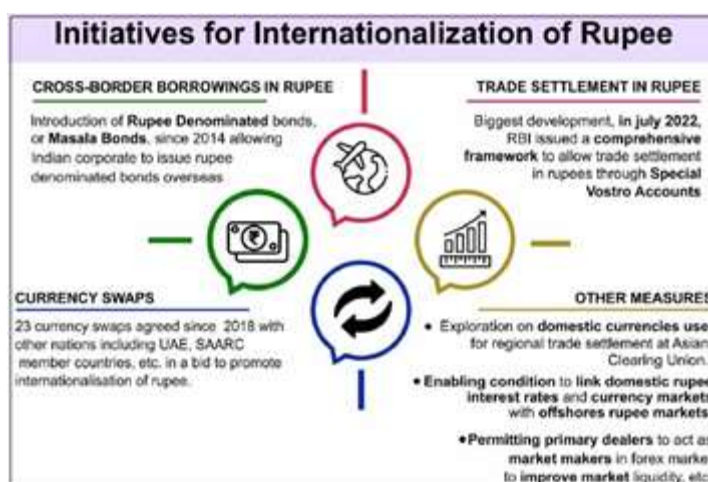 Initiatives for Internationalization of Rupee
CROSS-BORDER BORROWINGS IN RUPEE
Introduction of Rupee Denominated bonds,
or Masala Bonds, since 2014 allowing
Indian corporate to issue rupee
denominated bonds overseas
TRADE SETTLEMENT IN RUPEE
Biggest development, in july 2022,
RBI issued a comprehensive
framework to allow trade settlement
in rupees through Special
Vostro Accounts
₹
CURRENCY SWAPS
23 currency swaps agreed since 2018 with
other nations including UAE, SAARC
member countries, etc. in a bid to promote
internationalisation of rupee.
OTHER MEASURES
• Exploration on domestic currencies use
for regional trade settlement at Asian
Clearing Union.
• Enabling condition to link domestic rupee
interest rates and currency markets
with offshores rupee markets
• Permitting primary dealers to act as
market makers in forex marke
to improve market liquidity, etc